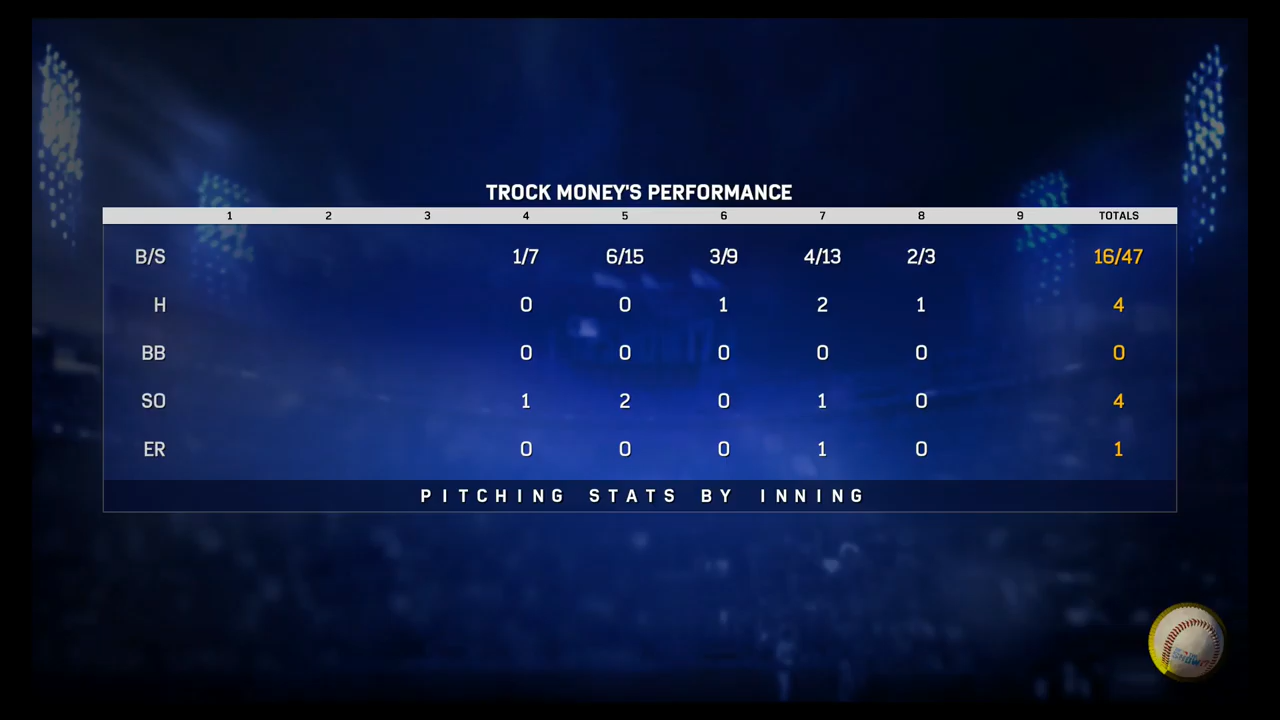 TROCK MONEY'S PERFORMANCE
1 2 3 4 5 6 7 8 9 TOTALS
B/S 1/7 6/15 3/9 4/13 2/3 16/47
H 0 0 1 2 1 4
BB 0 0 0 0 0 0
SO 1 2 0 1 0 4
ER 0 0 0 1 0 1
PITCHING STATS BY INNING